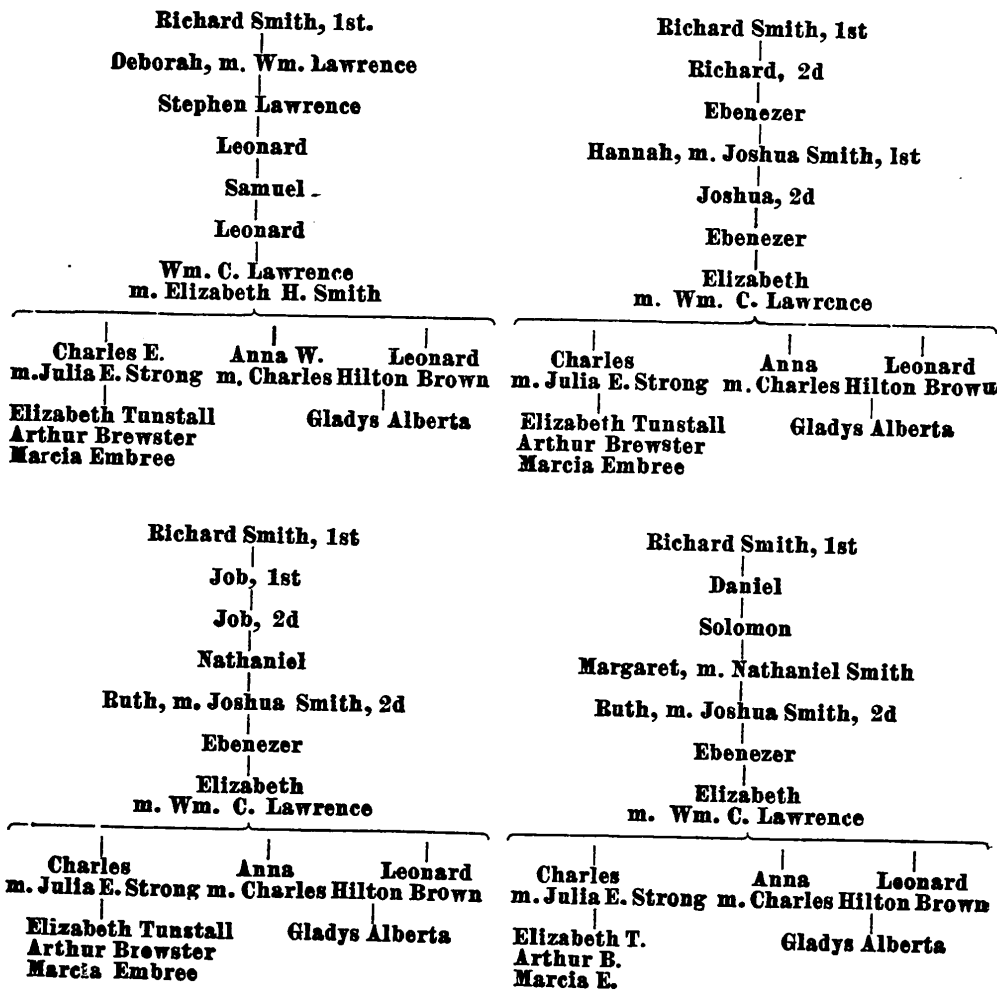 Richard Smith, 1st.
Deborah, m. Wm. Lawrence
Stephen Lawrence
Leonard
Samuel
Leonard
Wm. C. Lawrence
m. Elizabeth H. Smith
Charles E. Anna W. Leonard
m. Julia E. Strong m. Charles Hilton Brown
Elizabeth Tunstall Gladys Alberta
Arthur Brewster
Marcia Embree
Richard Smith, 1st
Richard, 2d
Ebenezer
Hannah, m. Joshua Smith, 1st
Joshua, 2d
Ebenezer
Elizabeth
m. Wm. C. Lawrence
Charles Anna Leonard
m. Julia E. Strong m. Charles Hilton Brown
Elizabeth Tunstall Gladys Alberta
Arthur Brewster
Marcia Embree
Richard Smith, 1st
Job, 1st
Job, 2d
Nathaniel
Ruth, m. Joshua Smith, 2d
Ebenezer
Elizabeth
m. Wm. C. Lawrence
Charles Anna Leonard
m. Julia E. Strong m. Charles Hilton Brown
Elizabeth Tunstall Gladys Alberta
Arthur Brewster
Marcia Embree
Richard Smith, 1st
Daniel
Solomon
Margaret, m. Nathaniel Smith
Ruth, m. Joshua Smith, 2d
Ebenezer
Elizabeth
m. Wm. C. Lawrence
Charles Anna Leonard
m. Julia E. Strong m. Charles Hilton Brown
Elizabeth T. Gladys Alberta
Arthur B.
Marcia E.